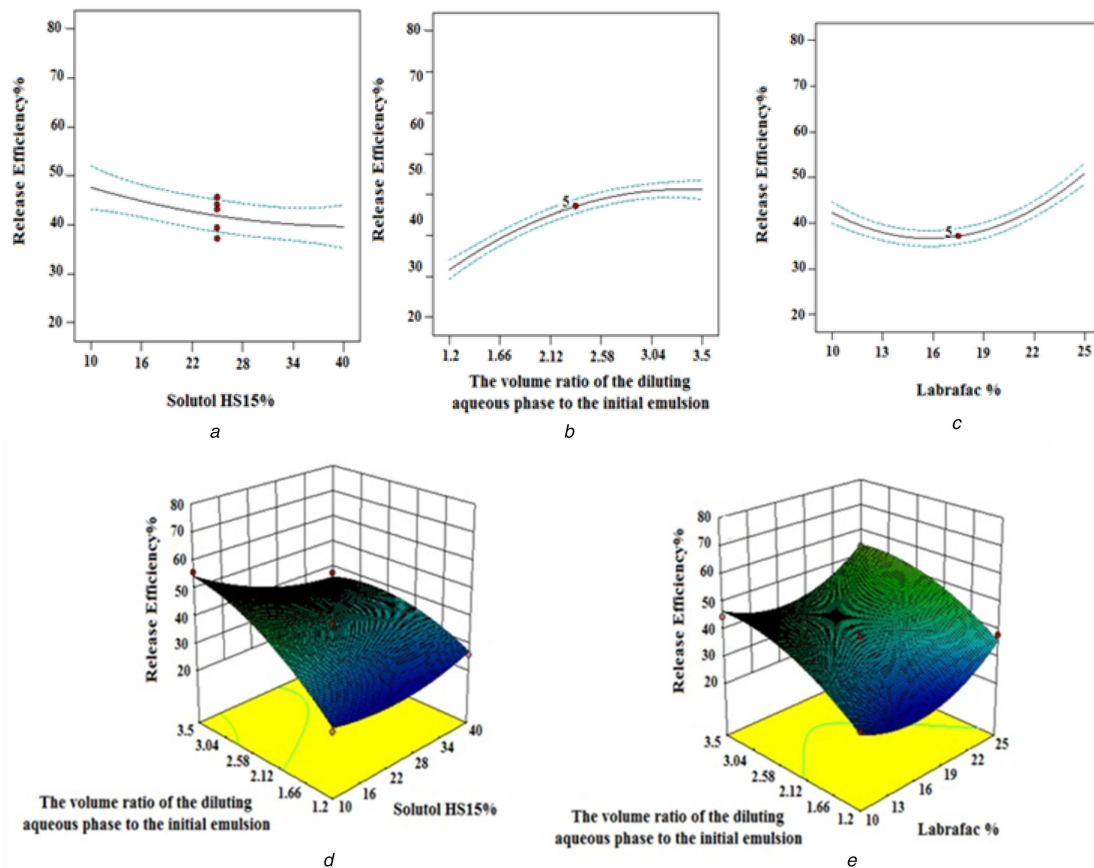 Release Efficiency%
80
70
60
50
40
30
20
10 16 22 28 34 40
Solutol HS15%
a
Release Efficiency%
80
70
60
50
40
30
20
5
1.2 1.66 2.12 2.58 3.04 3.5
The volume ratio of the diluting
aqueous phase to the initial emulsion
b
Release Efficiency%
80
70
60
50
40
30
20
5
10 13 16 19 22 25
Labrafac %
c
Release Efficiency%
80
70
60
50
40
30
20
3.5
3.04
2.58
2.12
1.66
1.2
10
16
22
28
34
40
The volume ratio of the diluting
aqueous phase to the initial emulsion
Solutol HS15%
d
Release Efficiency%
80
70
60
50
40
30
20
3.5
3.04
2.58
2.12
1.66
1.2
10
13
16
19
22
25
The volume ratio of the diluting
aqueous phase to the initial emulsion
Labrafac %
e